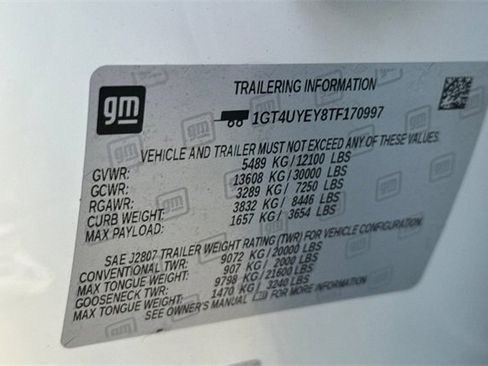 gm
TRAILERING INFORMATION
1GT4UYEY8TF170997
VEHICLE AND TRAILER MUST NOT EXCEED ANY OF THESE VALUES.
GVWR: 5489 KG/12100 LBS
GCWR: 13608 KG/30000 LBS
RGAWR: 3289 KG/ 7250 LBS
CURB WEIGHT: 3832 KG/ 8446 LBS
MAX PAYLOAD: 1657 KG/ 3654 LBS
SAE J2807 TRAILER WEIGHT RATING (TWR) FOR VEHICLE CONFIGURATION.
CONVENTIONAL TWR: 9072 KG/20000 LBS
MAX TONGUE WEIGHT: 907 KG/ 2000 LBS
GOOSENECK TWR: 9798 KG/21600 LBS
MAX TONGUE WEIGHT: 1470 KG/ 3240 LBS
SEE OWNER'S MANUAL FOR MORE INFORMATION.